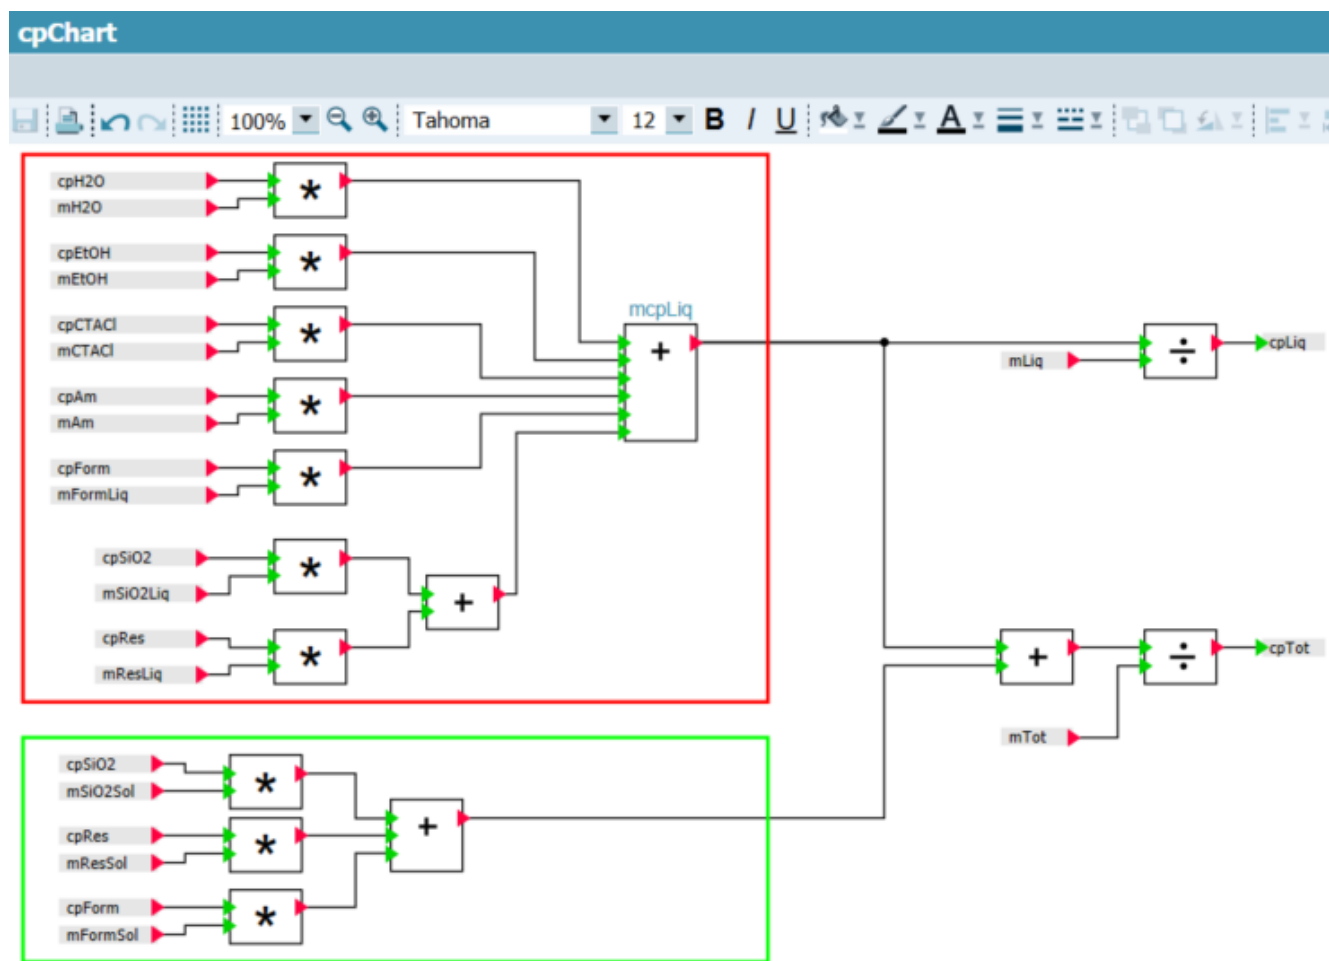 cpChart
100% Tahoma 12 B I U A
cpH2O
mH2O
*
cpEtOH
mEtOH
*
cpCTACl
mCTACl
*
cpAm
mAm
*
cpForm
mFormLiq
*
cpSiO2
mSiO2Liq
*
cpRes
mResLiq
*
+
mcpLiq
+
mLiq
÷
cpLiq
+
mTot
÷
cpTot
cpSiO2
mSiO2Sol
*
cpRes
mResSol
*
cpForm
mFormSol
*
+